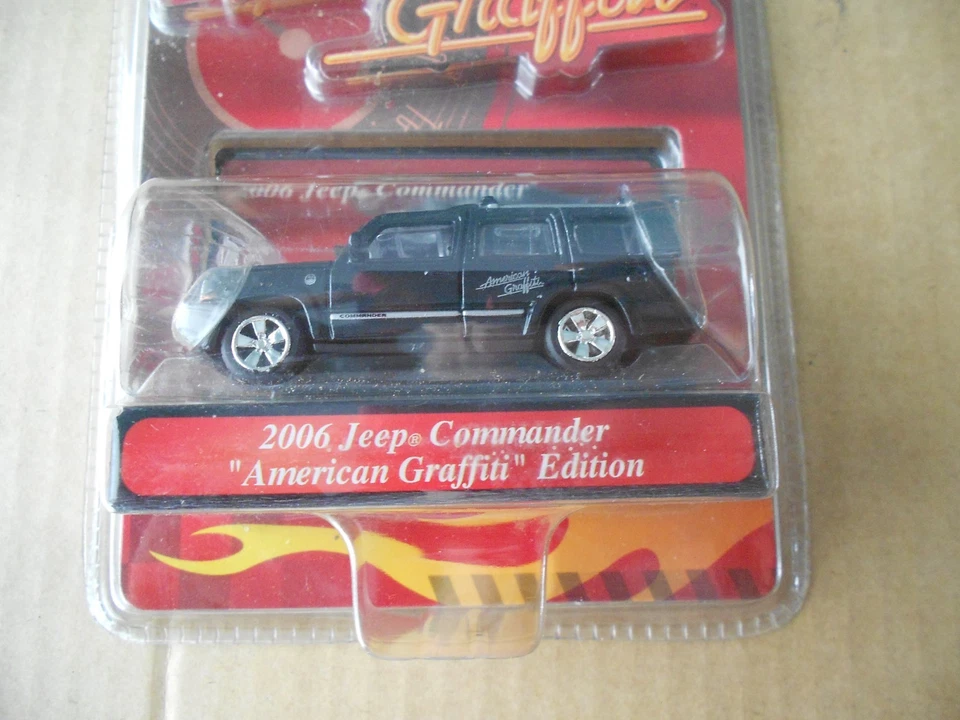 Graffiti
2006 Jeep® Commander
American
Graffiti
COMMANDER
2006 Jeep® Commander
"American Graffiti" Edition